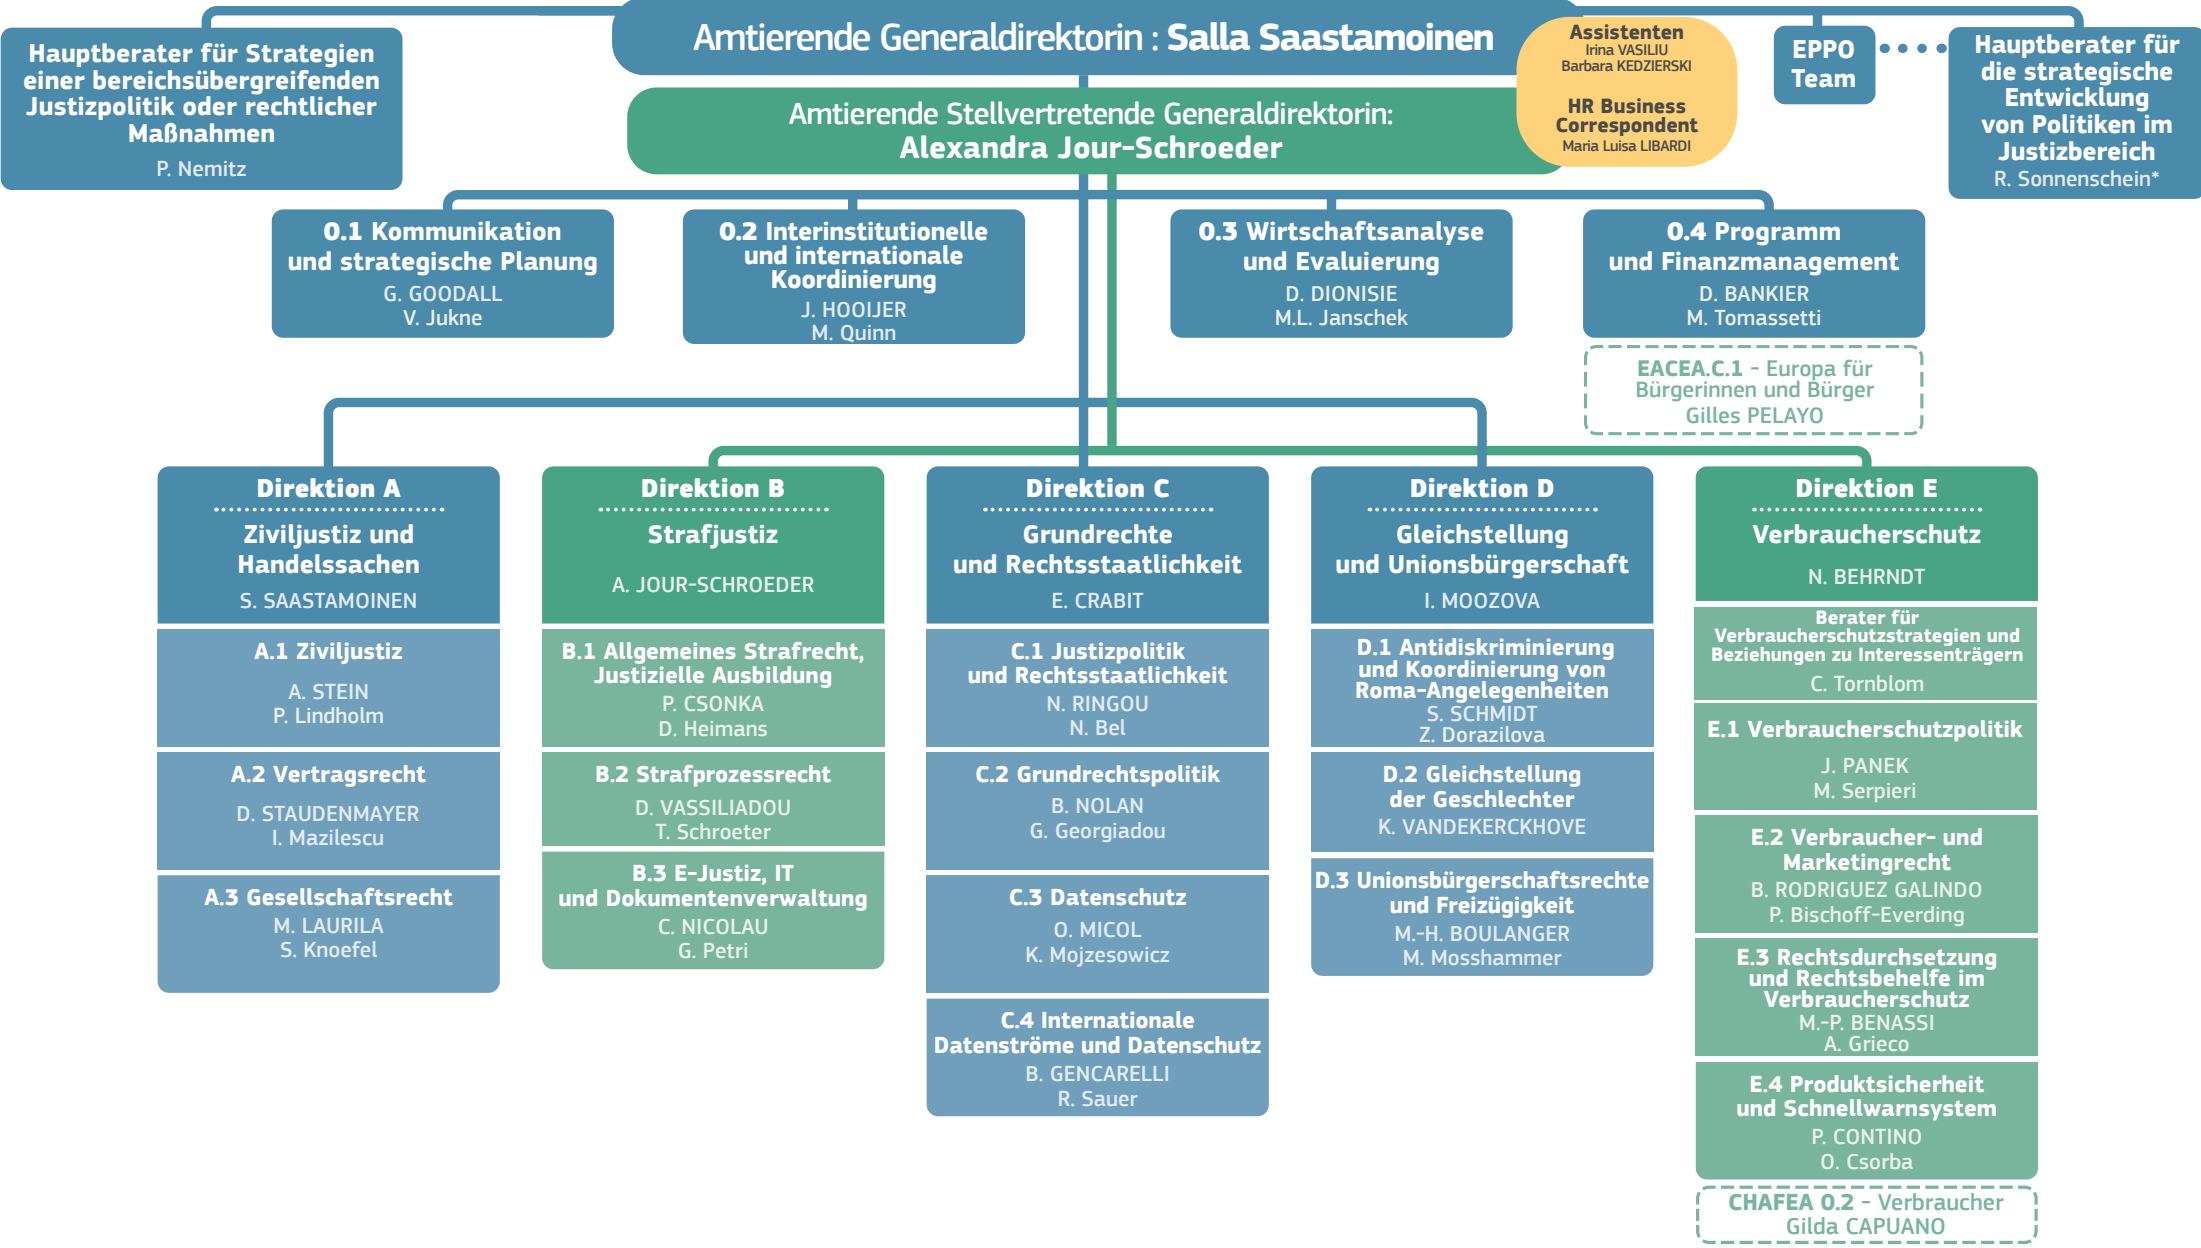 Amtierende Generaldirektorin : Salla Saastamoinen
Hauptberater für Strategien
einer bereichsübergreifenden
Justizpolitik oder rechtlicher
Maßnahmen
P. Nemitz
Amtierende Stellvertretende Generaldirektorin:
Alexandra Jour-Schroeder
Assistenten
Irina VASILIU
Barbara KEDZIERSKI
HR Business
Correspondent
Maria Luisa LIBARDI
EPPO
Team
Hauptberater für
die strategische
Entwicklung
von Politiken im
Justizbereich
R. Sonnenschein*
0.1 Kommunikation
und strategische Planung
G. GOODALL
V. Jukne
0.2 Interinstitutionelle
und internationale
Koordinierung
J. HOOIJER
M. Quinn
0.3 Wirtschaftsanalyse
und Evaluierung
D. DIONISIE
M.L. Janschek
0.4 Programm
und Finanzmanagement
D. BANKIER
M. Tomassetti
EACEA.C.1 - Europa für
Bürgerinnen und Bürger
Gilles PELAYO
Direktion A
Ziviljustiz und
Handelssachen
S. SAASTAMOINEN
A.1 Ziviljustiz
A. STEIN
P. Lindholm
A.2 Vertragsrecht
D. STAUDENMAYER
I. Mazilescu
A.3 Gesellschaftsrecht
M. LAURILA
S. Knoefel
Direktion B
Strafjustiz
A. JOUR-SCHROEDER
B.1 Allgemeines Strafrecht,
Justizielle Ausbildung
P. CSONKA
D. Heimans
B.2 Strafprozessrecht
D. VASSILIADOU
T. Schroeter
B.3 E-Justiz, IT
und Dokumentenverwaltung
C. NICOLAU
G. Petri
Direktion C
Grundrechte
und Rechtsstaatlichkeit
E. CRABIT
C.1 Justizpolitik
und Rechtsstaatlichkeit
N. RINGOU
N. Bel
C.2 Grundrechtspolitik
B. NOLAN
G. Georgiadou
C.3 Datenschutz
O. MICOL
K. Mojzesowicz
C.4 Internationale
Datenströme und Datenschutz
B. GENCARELLI
R. Sauer
Direktion D
Gleichstellung
und Unionsbürgerschaft
I. MOOZOVA
D.1 Antidiskriminierung
und Koordinierung von
Roma-Angelegenheiten
S. SCHMIDT
Z. Dorazilova
D.2 Gleichstellung
der Geschlechter
K. VANDEKERCKHOVE
D.3 Unionsbürgerschaftsrechte
und Freizügigkeit
M.-H. BOULANGER
M. Mosshammer
Direktion E
Verbraucherschutz
N. BEHRNDT
Berater für
Verbraucherschutzstrategien und
Beziehungen zu Interessenträgern
C. Tornblom
E.1 Verbraucherschutzpolitik
J. PANEK
M. Serpieri
E.2 Verbraucher- und
Marketingrecht
B. RODRIGUEZ GALINDO
P. Bischoff-Everding
E.3 Rechtsdurchsetzung
und Rechtsbehelfe im
Verbraucherschutz
M.-P. BENASSI
A. Grieco
E.4 Produktsicherheit
und Schnellwarnsystem
P. CONTINO
O. Csorba
CHAFEA 0.2 - Verbraucher
Gilda CAPUANO